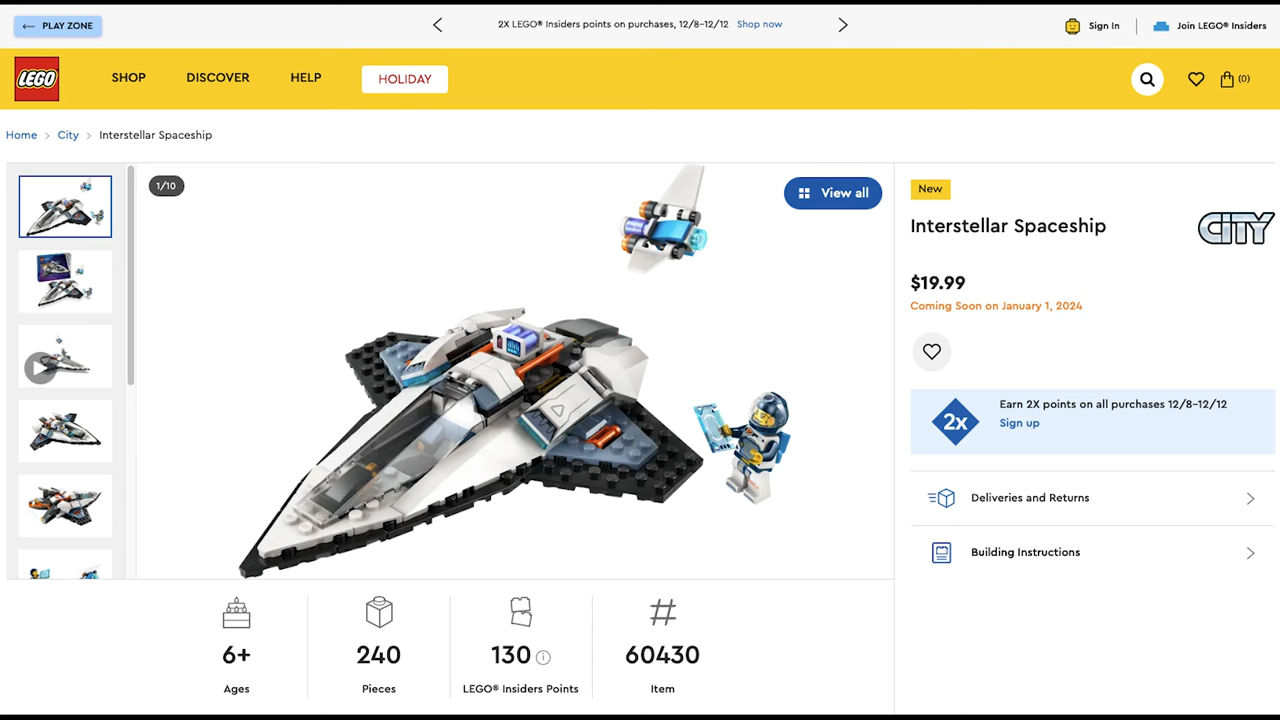 PLAY ZONE
2X LEGO® Insiders points on purchases, 12/8-12/12 Shop now
Sign In
Join LEGO® Insiders
LEGO
SHOP
DISCOVER
HELP
HOLIDAY
(0)
Home > City > Interstellar Spaceship
1/10
View all
New
Interstellar Spaceship
CITY
$19.99
Coming Soon on January 1, 2024
2x
Earn 2X points on all purchases 12/8-12/12
Sign up
Deliveries and Returns
Building Instructions
6+
Ages
240
Pieces
130
LEGO® Insiders Points
60430
Item